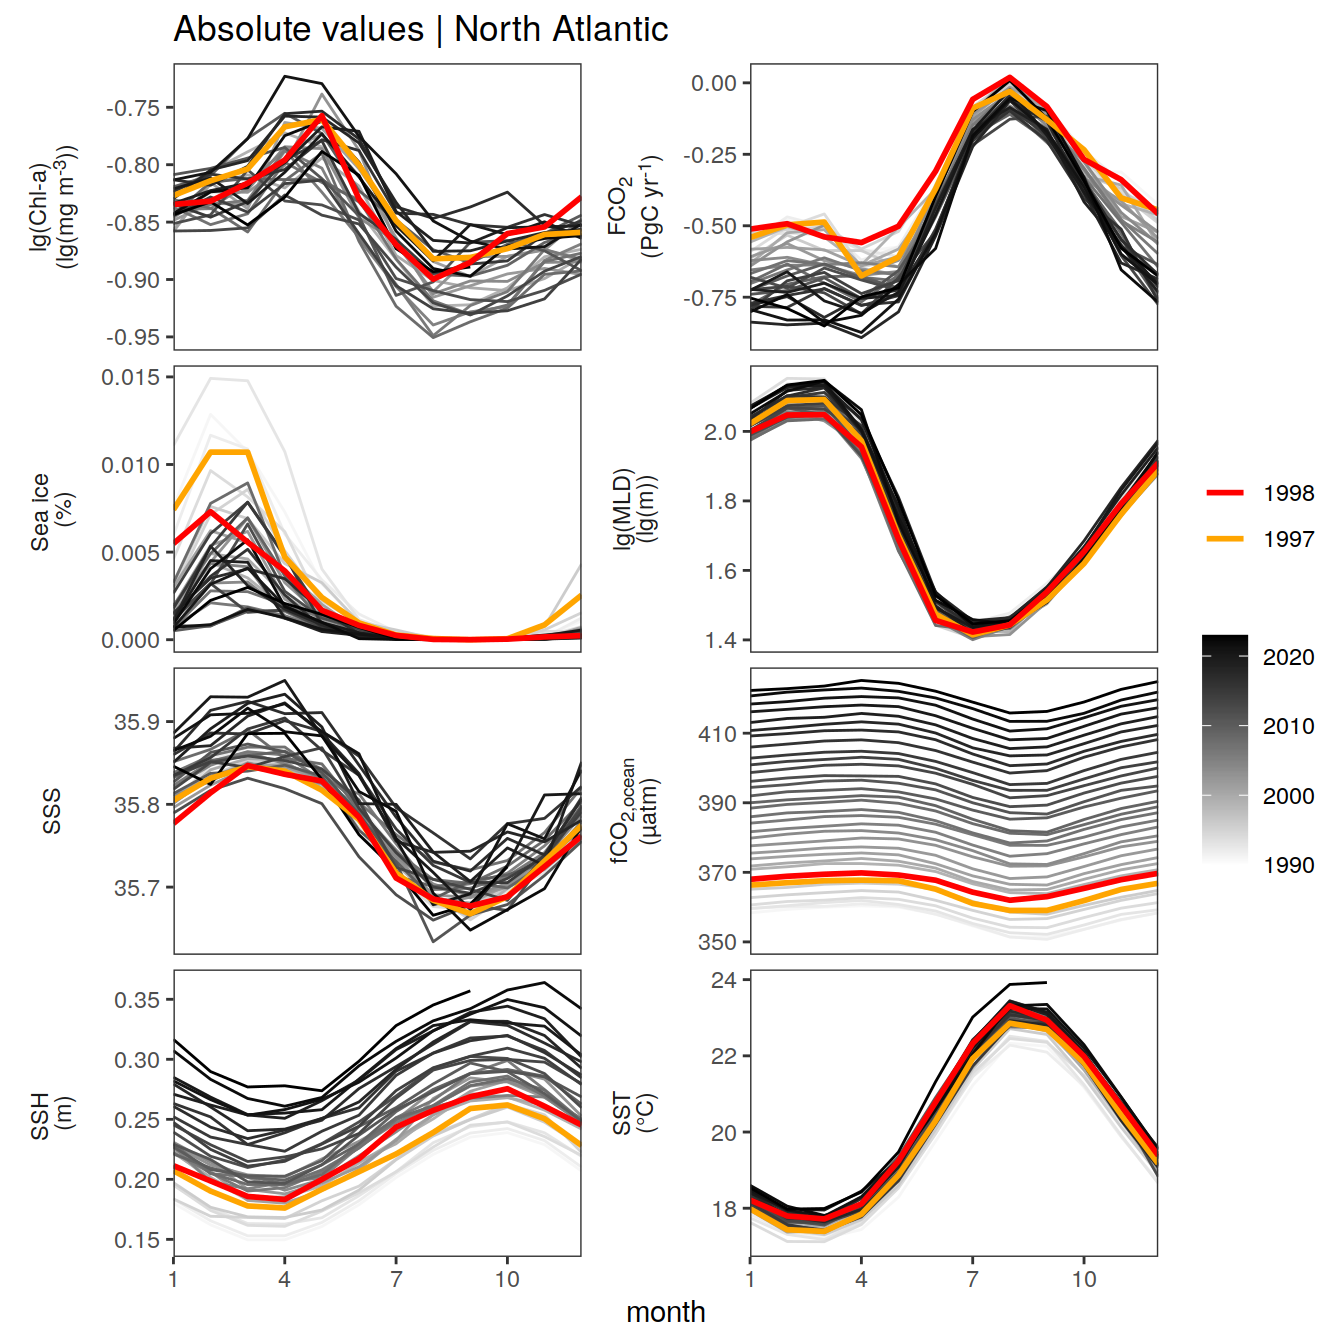 Absolute values | North Atlantic
lg(Chl-a)
(lg(mg m⁻³))
-0.75
-0.80
-0.85
-0.90
-0.95
FCO₂
(PgC yr⁻¹)
0.00
-0.25
-0.50
-0.75
Sea ice
(%)
0.015
0.010
0.005
0.000
lg(MLD)
(lg(m))
2.0
1.8
1.6
1.4
SSS
35.9
35.8
35.7
fCO₂,ocean
(µatm)
410
390
370
350
SSH
(m)
0.35
0.30
0.25
0.20
0.15
1 4 7 10
SST
(°C)
24
22
20
18
1 4 7 10
month
1998
1997
2020
2010
2000
1990